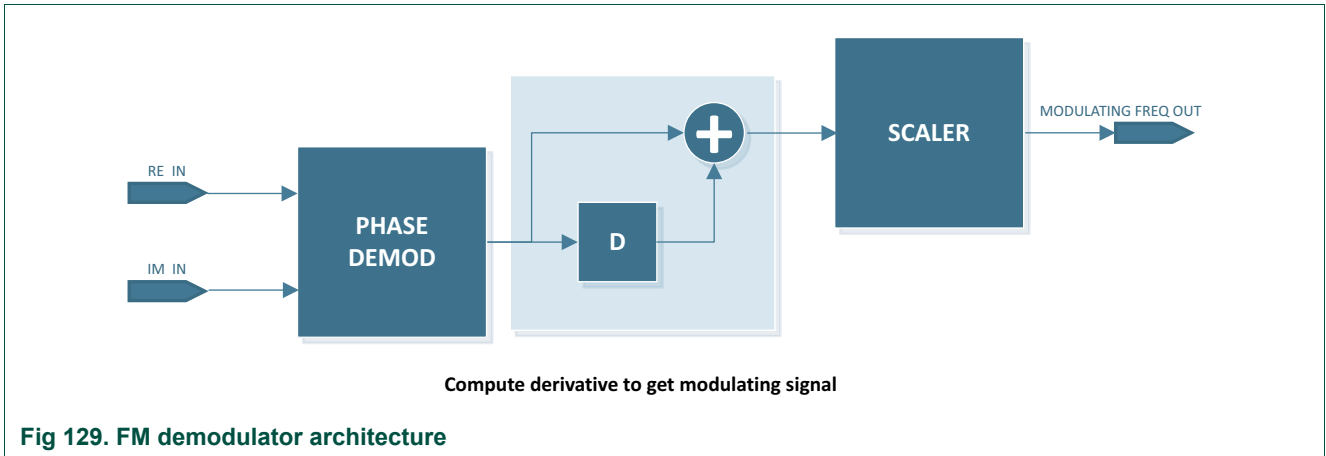 MODULATING FREQ OUT
SCALER
RE IN
PHASE
DEMOD
D
IM IN
Compute derivative to get modulating signal
Fig 129. FM demodulator architecture